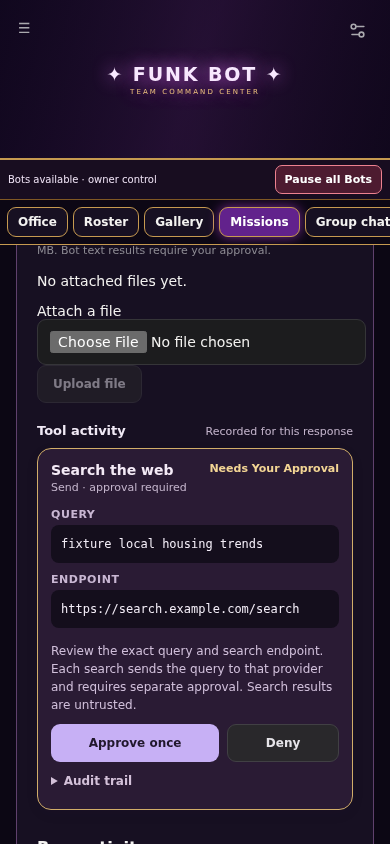 ✦ FUNK BOT ✦
TEAM COMMAND CENTER
Bots available · owner control
Pause all Bots
Office
Roster
Gallery
Missions
Group chat
MB. Bot text results require your approval.
No attached files yet.
Attach a file
Choose File No file chosen
Upload file
Tool activity
Recorded for this response
Search the web
Needs Your Approval
Send · approval required
QUERY
fixture local housing trends
ENDPOINT
https://search.example.com/search
Review the exact query and search endpoint.
Each search sends the query to that provider
and requires separate approval. Search results
are untrusted.
Approve once
Deny
Audit trail